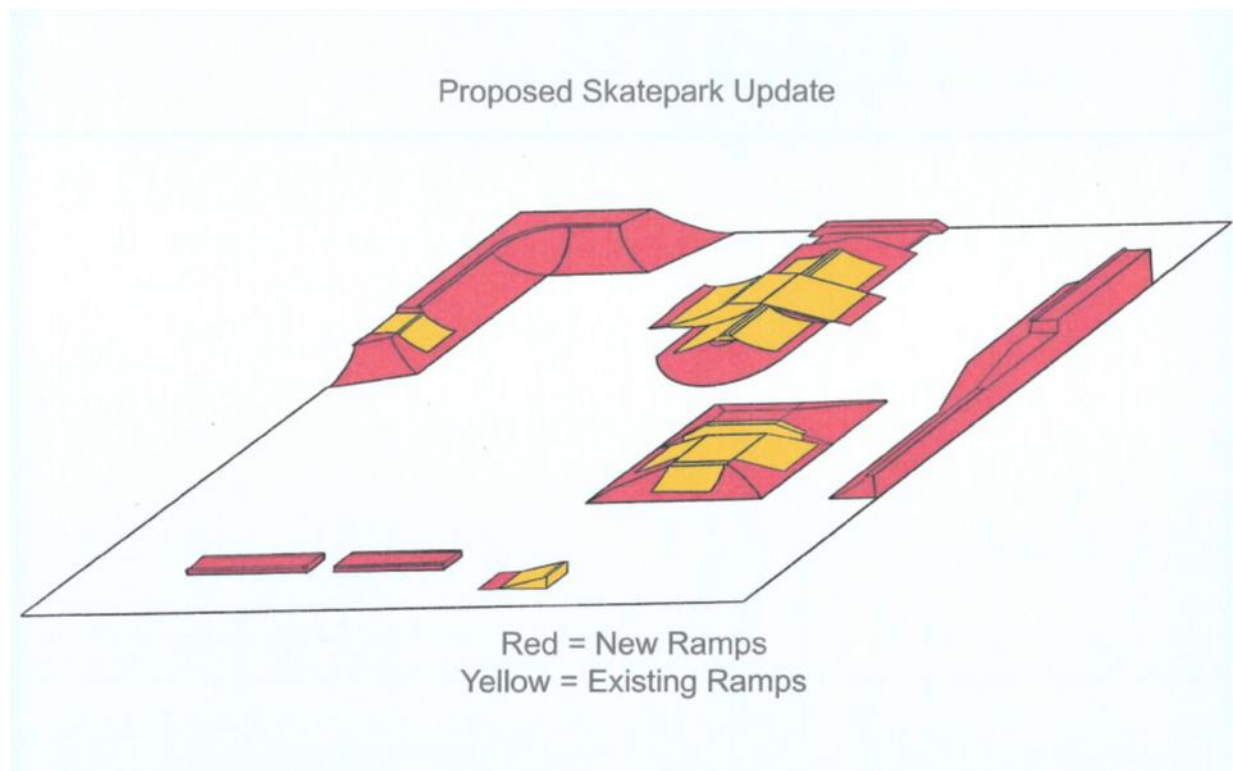 Proposed Skatepark Update
Red = New Ramps
Yellow = Existing Ramps